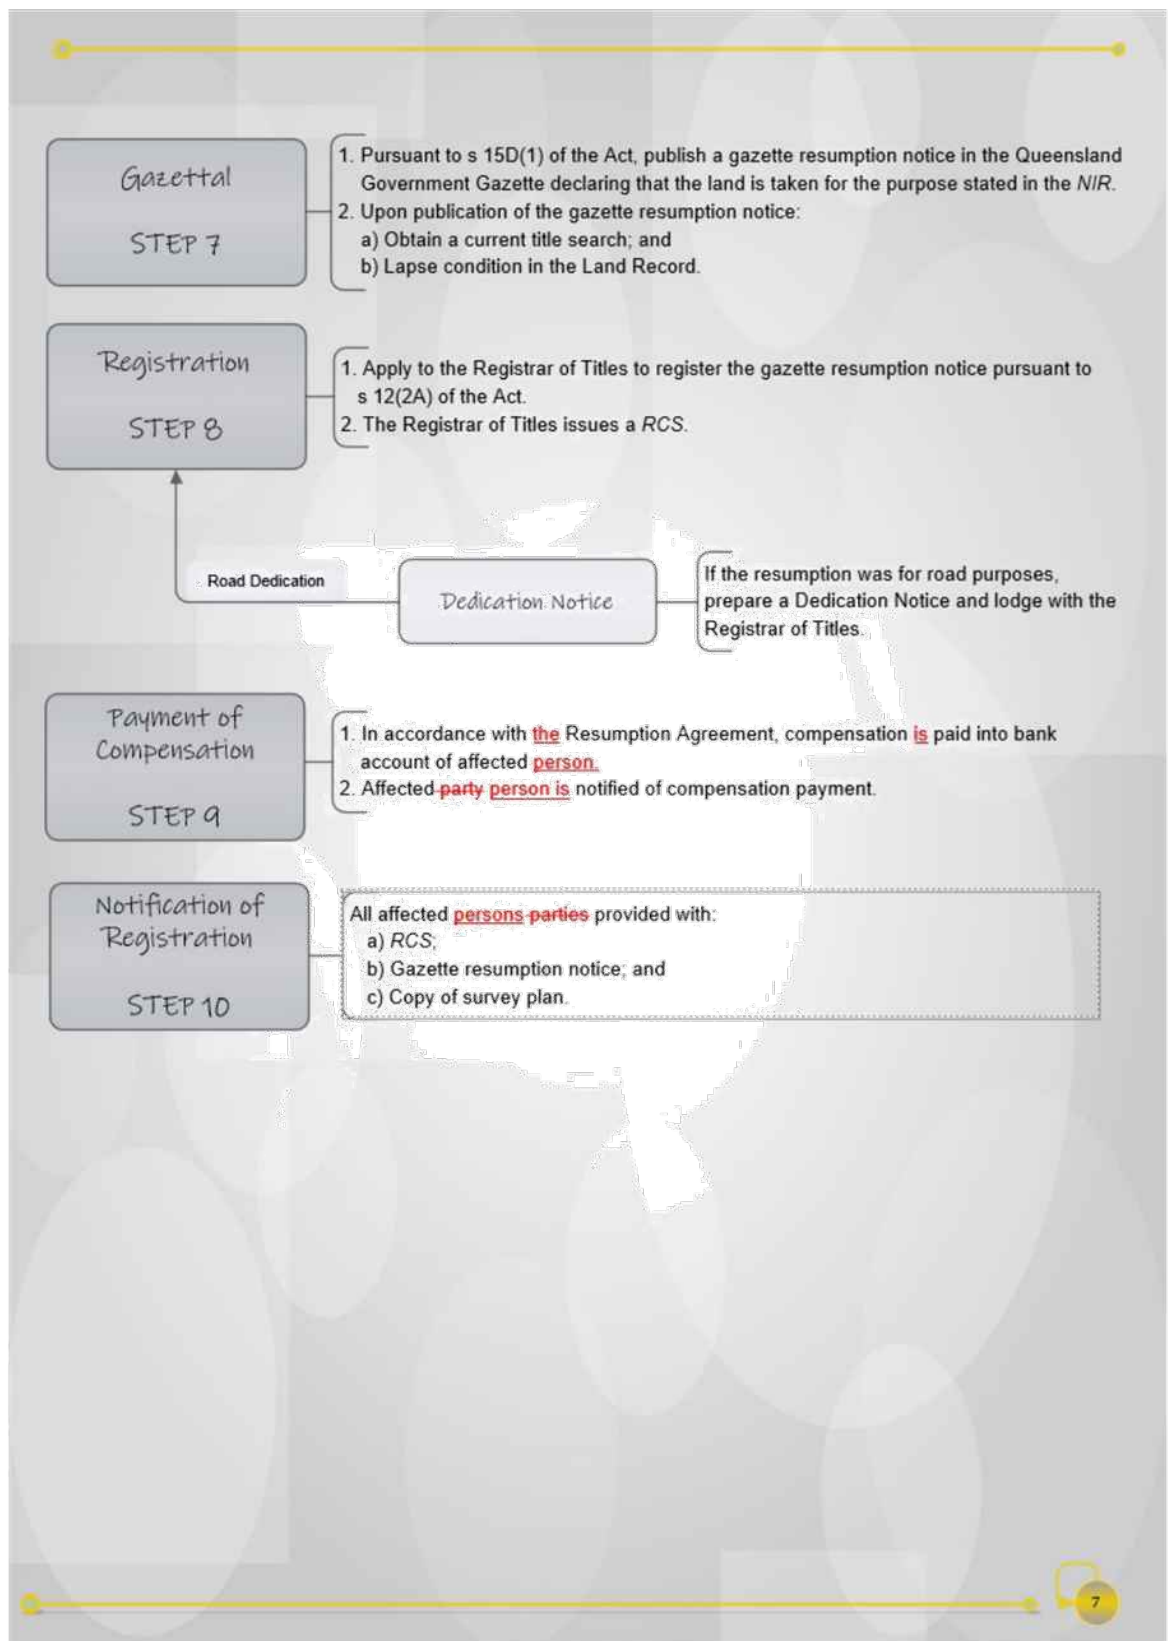 Gazettal
STEP 7
1. Pursuant to s 15D(1) of the Act, publish a gazette resumption notice in the Queensland
Government Gazette declaring that the land is taken for the purpose stated in the NIR.
2. Upon publication of the gazette resumption notice:
a) Obtain a current title search; and
b) Lapse condition in the Land Record.
Registration
STEP 8
1. Apply to the Registrar of Titles to register the gazette resumption notice pursuant to
s 12(2A) of the Act.
2. The Registrar of Titles issues a RCS.
Road Dedication
Dedication Notice
If the resumption was for road purposes,
prepare a Dedication Notice and lodge with the
Registrar of Titles.
Payment of
Compensation
STEP 9
1. In accordance with the Resumption Agreement, compensation is paid into bank
account of affected person.
2. Affected party person is notified of compensation payment.
Notification of
Registration
STEP 10
All affected persons parties provided with:
a) RCS;
b) Gazette resumption notice; and
c) Copy of survey plan.
7